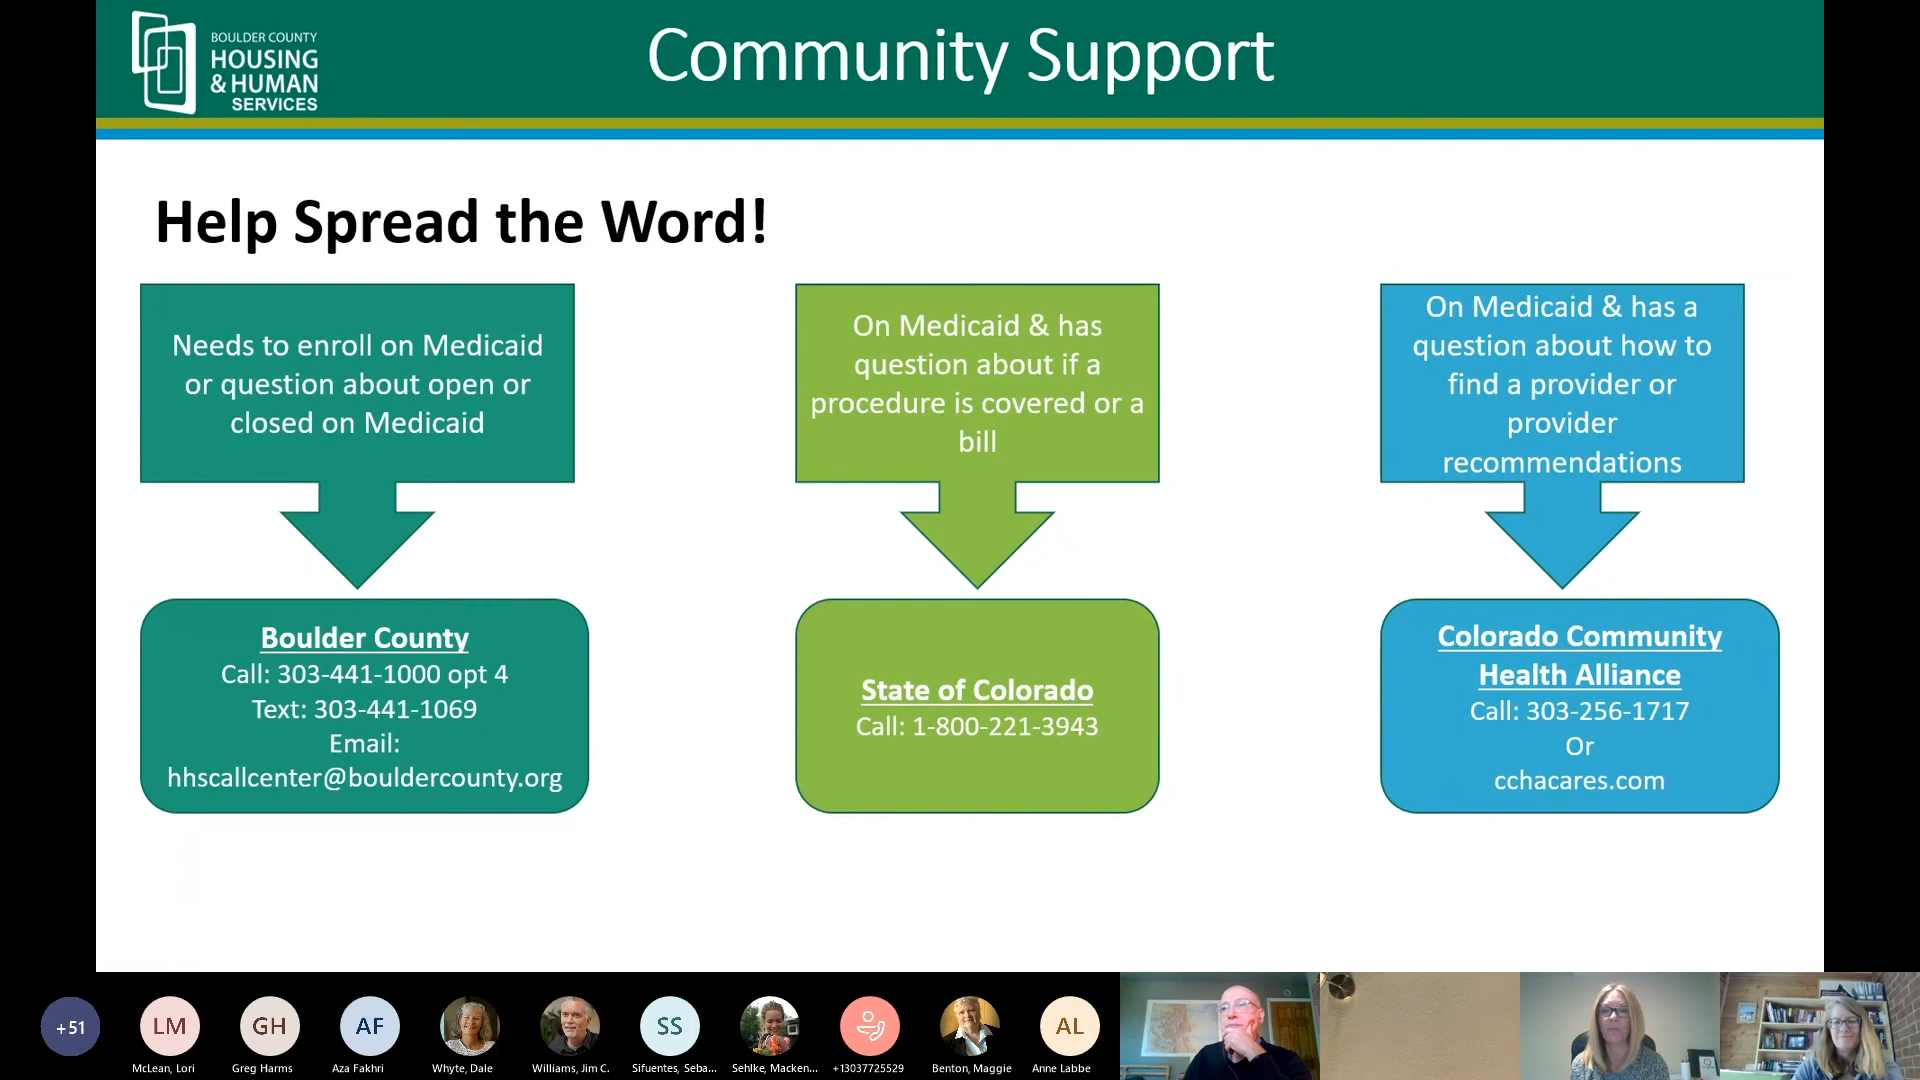 BOULDER COUNTY
HOUSING
& HUMAN
SERVICES
Community Support
Help Spread the Word!
Needs to enroll on Medicaid
or question about open or
closed on Medicaid
On Medicaid & has
question about if a
procedure is covered or a
bill
On Medicaid & has a
question about how to
find a provider or
provider
recommendations
Boulder County
Call: 303-441-1000 opt 4
Text: 303-441-1069
Email:
hhscallcenter@bouldercounty.org
State of Colorado
Call: 1-800-221-3943
Colorado Community
Health Alliance
Call: 303-256-1717
Or
cchacares.com
+51
LM
GH
AF
SS
AL
McLean, Lori
Greg Harms
Aza Fakhri
Whyte, Dale
Williams, Jim C.
Sifuentes, Seba...
Sehlke, Macken...
+13037725529
Benton, Maggie
Anne Labbe